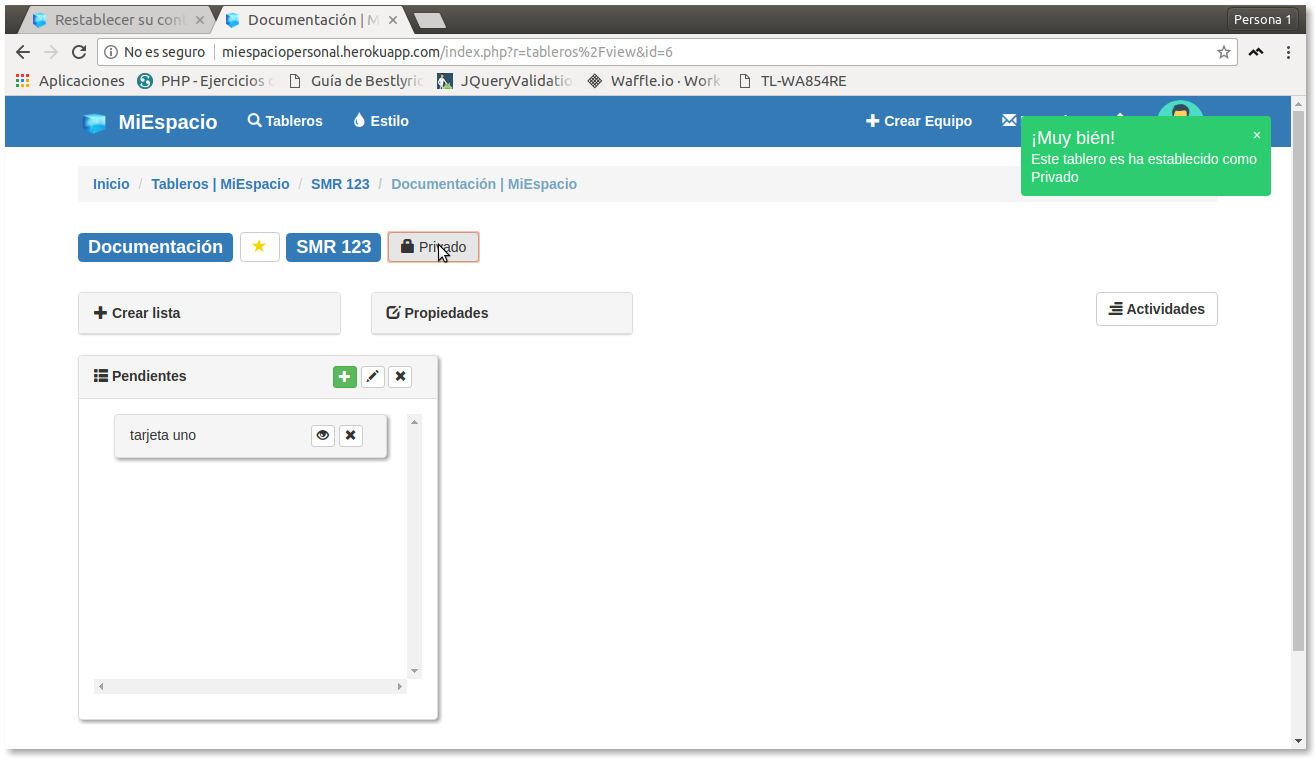 Restablecer su con
Documentación | M
Persona 1
No es seguro
miespaciopersonal.herokuapp.com/index.php?r=tableros%2Fview&id=6
Aplicaciones
PHP - Ejercicios
Guía de Bestlyric
JQueryValidatio
Waffle.io · Work
TL-WA854RE
MiEspacio
Tableros
Estilo
Crear Equipo
¡Muy bién!
×
Este tablero es ha establecido como
Privado
Inicio / Tableros | MiEspacio / SMR 123 / Documentación | MiEspacio
Documentación
SMR 123
Privado
Crear lista
Propiedades
Actividades
Pendientes
tarjeta uno